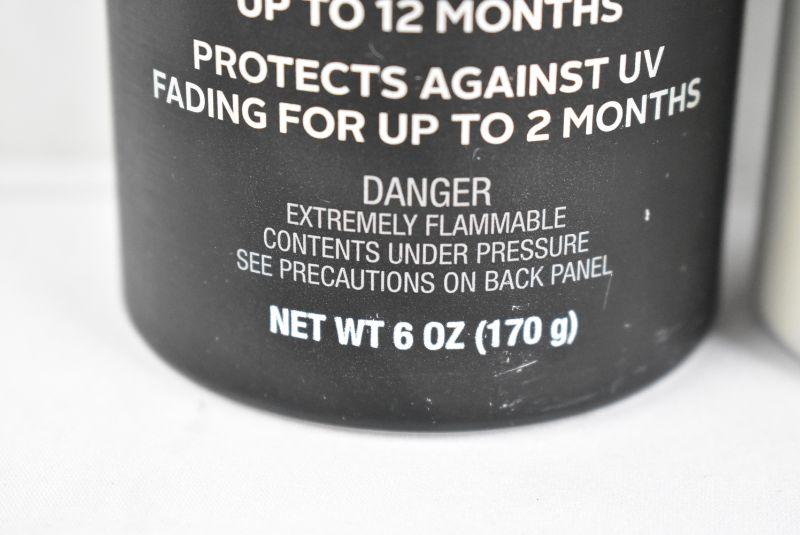 UP TO 12 MONTHS
PROTECTS AGAINST UV
FADING FOR UP TO 2 MONTHS
DANGER
EXTREMELY FLAMMABLE
CONTENTS UNDER PRESSURE
SEE PRECAUTIONS ON BACK PANEL
NET WT 6 OZ (170 g)